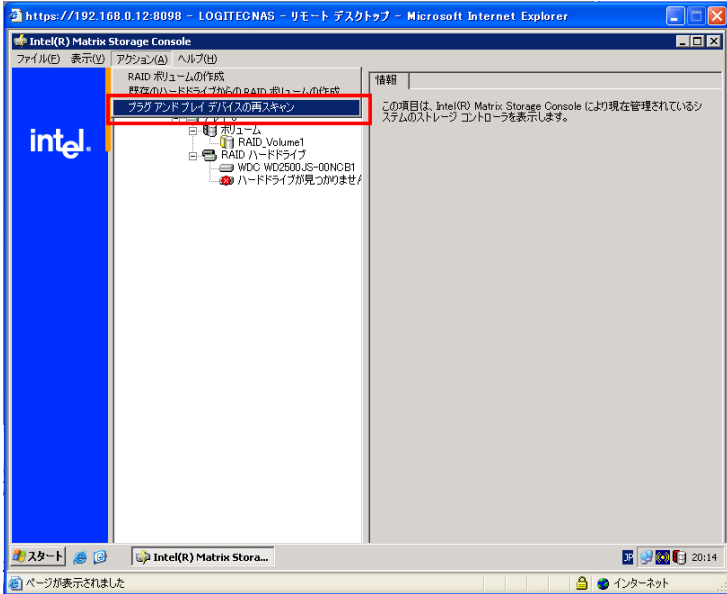 https://192.168.0.12:8098 - LOGITECNAS - リモート デスクトップ - Microsoft Internet Explorer
Intel(R) Matrix Storage Console
ファイル(F) 表示(V) アクション(A) ヘルプ(H)
RAID ボリュームの作成
既存のハードドライブからの RAID ボリュームの作成
プラグ アンド プレイ デバイスの再スキャン
ボリューム
RAID_Volume1
RAID ハードドライブ
WDC WD2500JS-00NCB1
ハードドライブが見つかりません
intel.
情報
この項目は、Intel(R) Matrix Storage Console により現在管理されているシ
ステムのストレージ コントローラを表示します。
スタート
Intel(R) Matrix Stora...
JP
20:14
ページが表示されました
インターネット